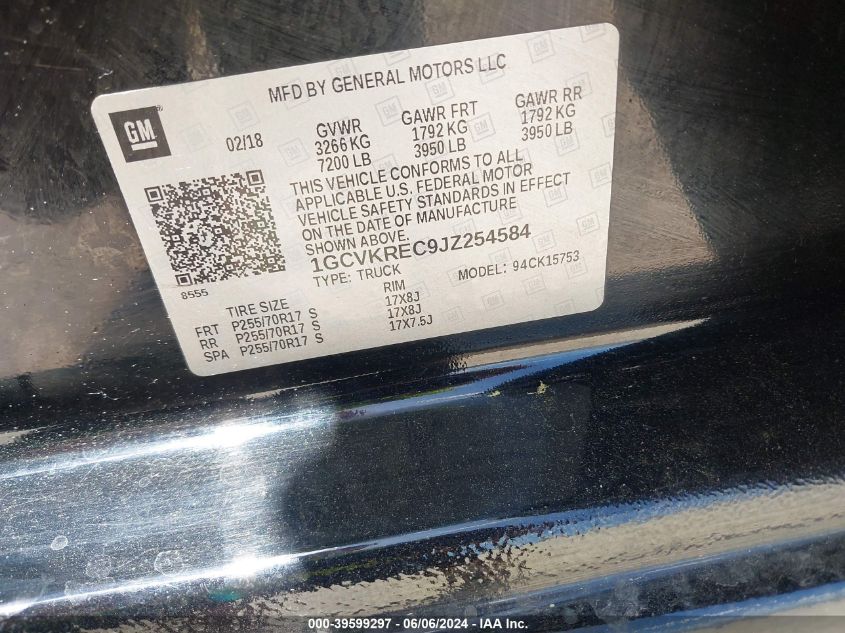 MFD BY GENERAL MOTORS LLC
GM
02/18
GVWR
3266 KG
7200 LB
GAWR FRT
1792 KG
3950 LB
GAWR RR
1792 KG
3950 LB
THIS VEHICLE CONFORMS TO ALL
APPLICABLE U.S. FEDERAL MOTOR
VEHICLE SAFETY STANDARDS IN EFFECT
ON THE DATE OF MANUFACTURE
SHOWN ABOVE.
1GCVKREC9JZ254584
TYPE: TRUCK
MODEL: 94CK15753
8555
TIRE SIZE RIM
FRT P255/70R17 S 17X8J
RR P255/70R17 S 17X8J
SPA P255/70R17 S 17X7.5J
000-39599297 - 06/06/2024 - IAA Inc.